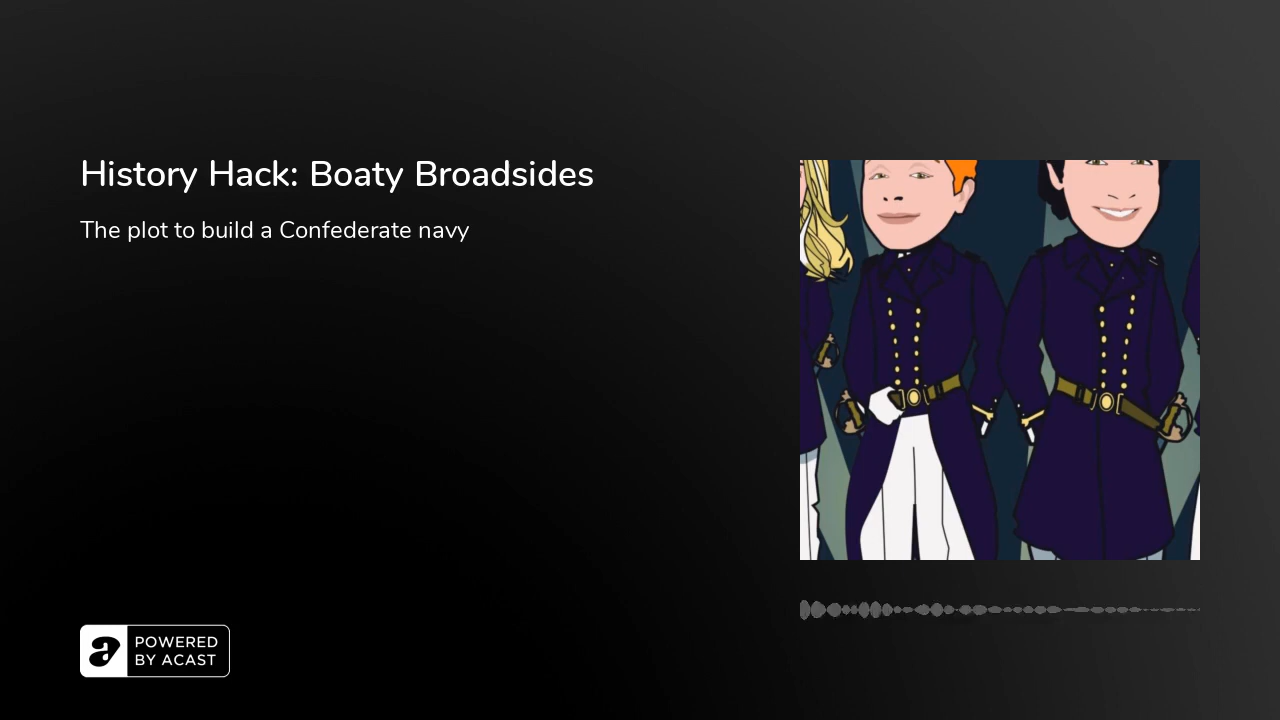 History Hack: Boaty Broadsides
The plot to build a Confederate navy
a POWERED
BY ACAST